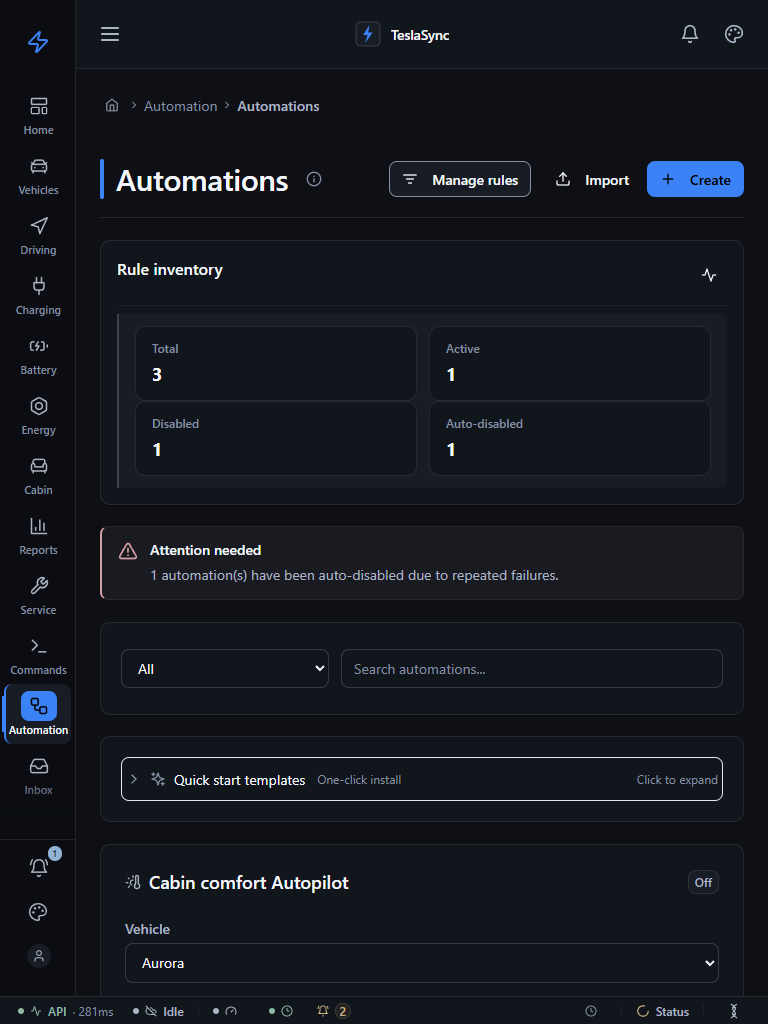 TeslaSync
Home
Vehicles
Driving
Charging
Battery
Energy
Cabin
Reports
Service
Commands
Automation
Inbox
1
Automation
Automations
Automations
Manage rules
Import
Create
Rule inventory
Total
3
Active
1
Disabled
1
Auto-disabled
1
Attention needed
1 automation(s) have been auto-disabled due to repeated failures.
All
Search automations...
Quick start templates One-click install Click to expand
Cabin comfort Autopilot
Off
Vehicle
Aurora
API · 281ms
Idle
2
Status